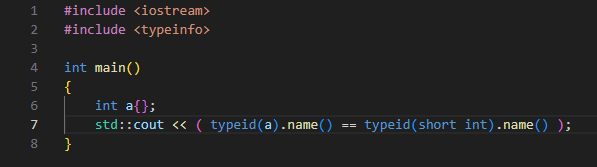 1 #include <iostream>
2 #include <typeinfo>
3
4 int main()
5 {
6     int a{};
7     std::cout << ( typeid(a).name() == typeid(short int).name() );
8 }